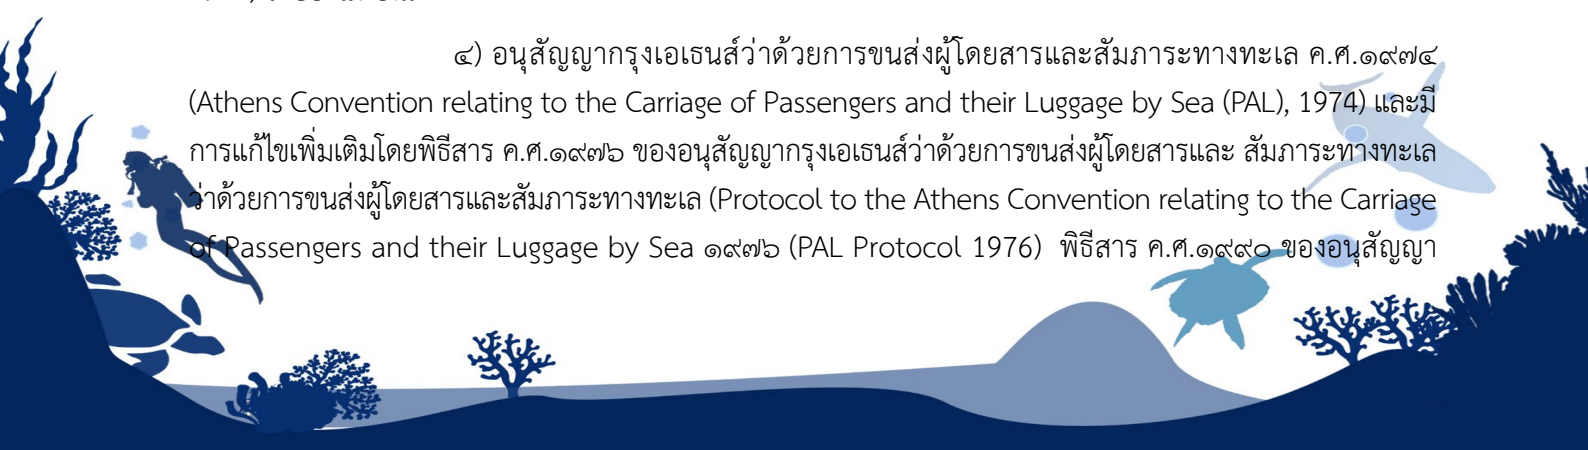 ๔) อนุสัญญากรุงเอเธนส์ว่าด้วยการขนส่งผู้โดยสารและสัมภาระทางทะเล ค.ศ.๑๙๗๔
(Athens Convention relating to the Carriage of Passengers and their Luggage by Sea (PAL), 1974) และมี
การแก้ไขเพิ่มเติมโดยพิธีสาร ค.ศ.๑๙๗๖ ของอนุสัญญากรุงเอเธนส์ว่าด้วยการขนส่งผู้โดยสารและ สัมภาระทางทะเล
ว่าด้วยการขนส่งผู้โดยสารและสัมภาระทางทะเล (Protocol to the Athens Convention relating to the Carriage
of Passengers and their Luggage by Sea ๑๙๗๖ (PAL Protocol 1976) พิธีสาร ค.ศ.๑๙๙๐ ของอนุสัญญา